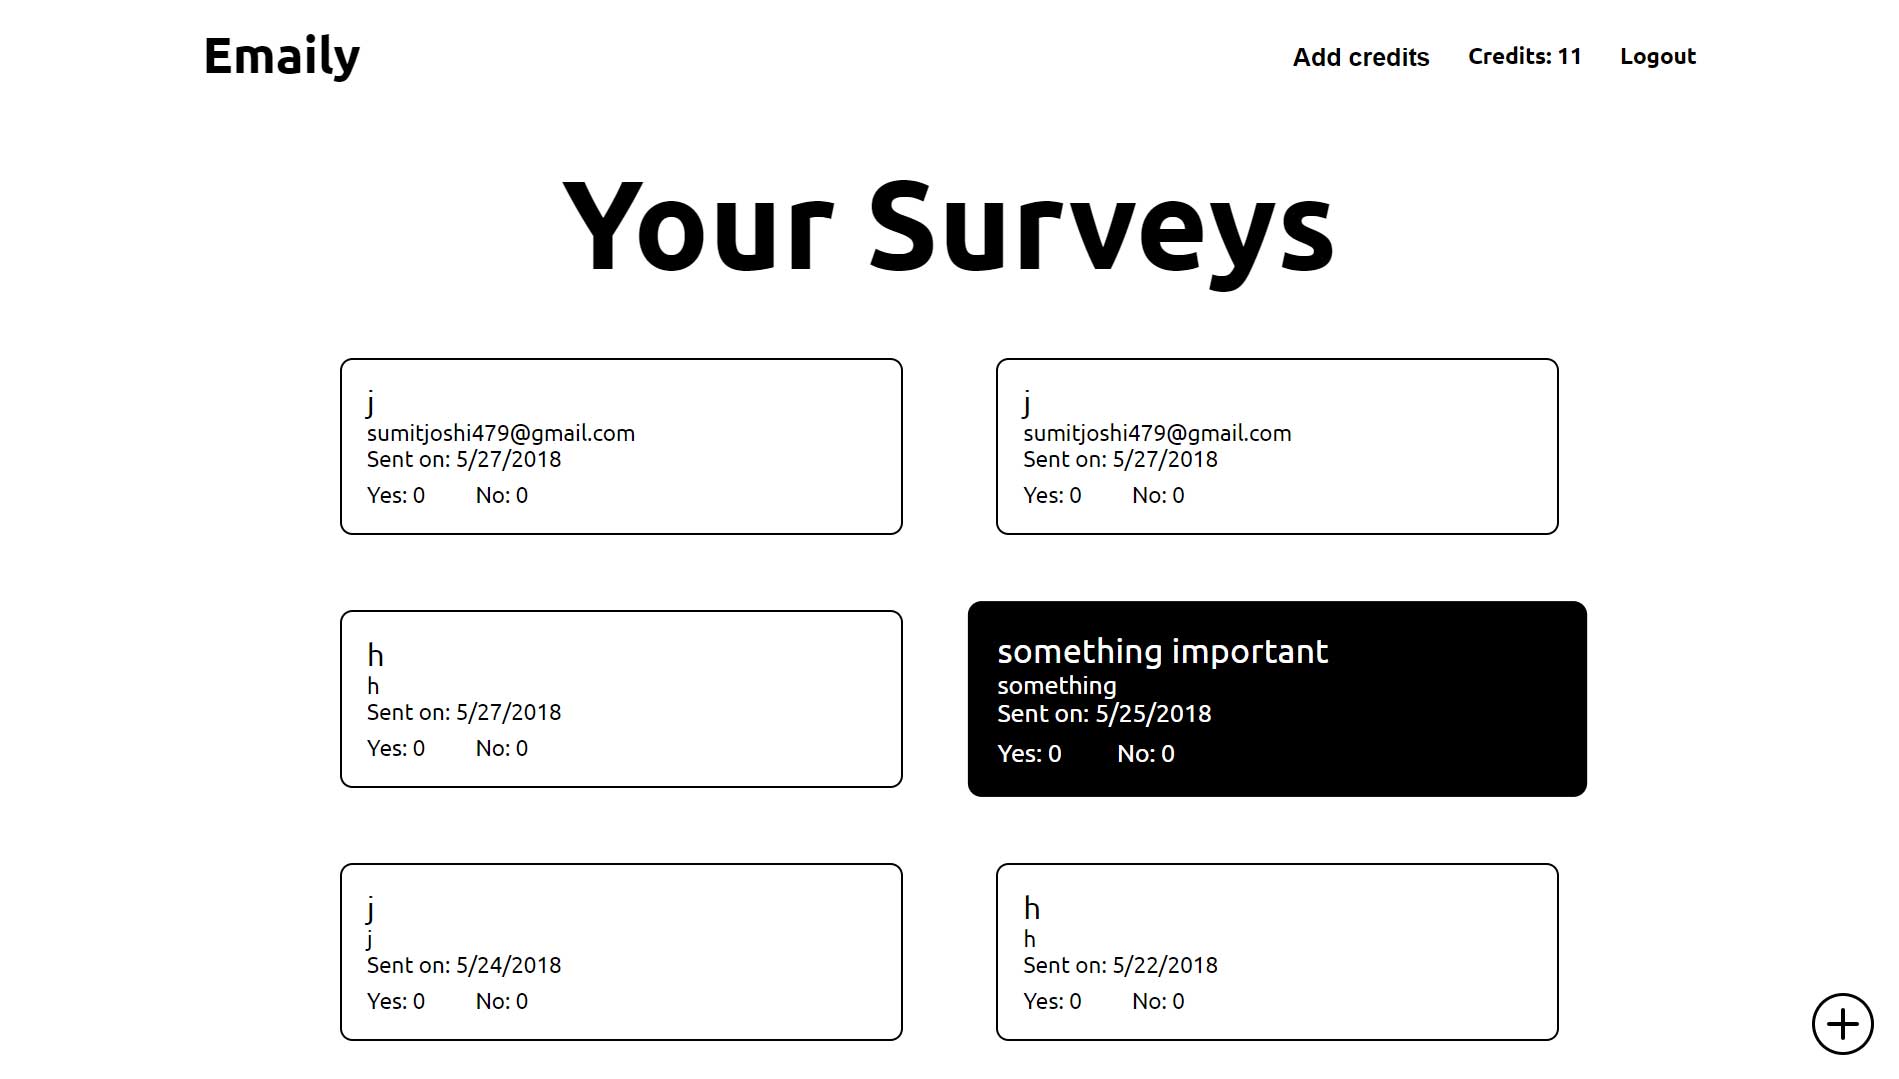 Emaily
Add credits Credits: 11 Logout
Your Surveys
j
sumitjoshi479@gmail.com
Sent on: 5/27/2018
Yes: 0 No: 0
j
sumitjoshi479@gmail.com
Sent on: 5/27/2018
Yes: 0 No: 0
h
h
Sent on: 5/27/2018
Yes: 0 No: 0
something important
something
Sent on: 5/25/2018
Yes: 0 No: 0
j
j
Sent on: 5/24/2018
Yes: 0 No: 0
h
h
Sent on: 5/22/2018
Yes: 0 No: 0